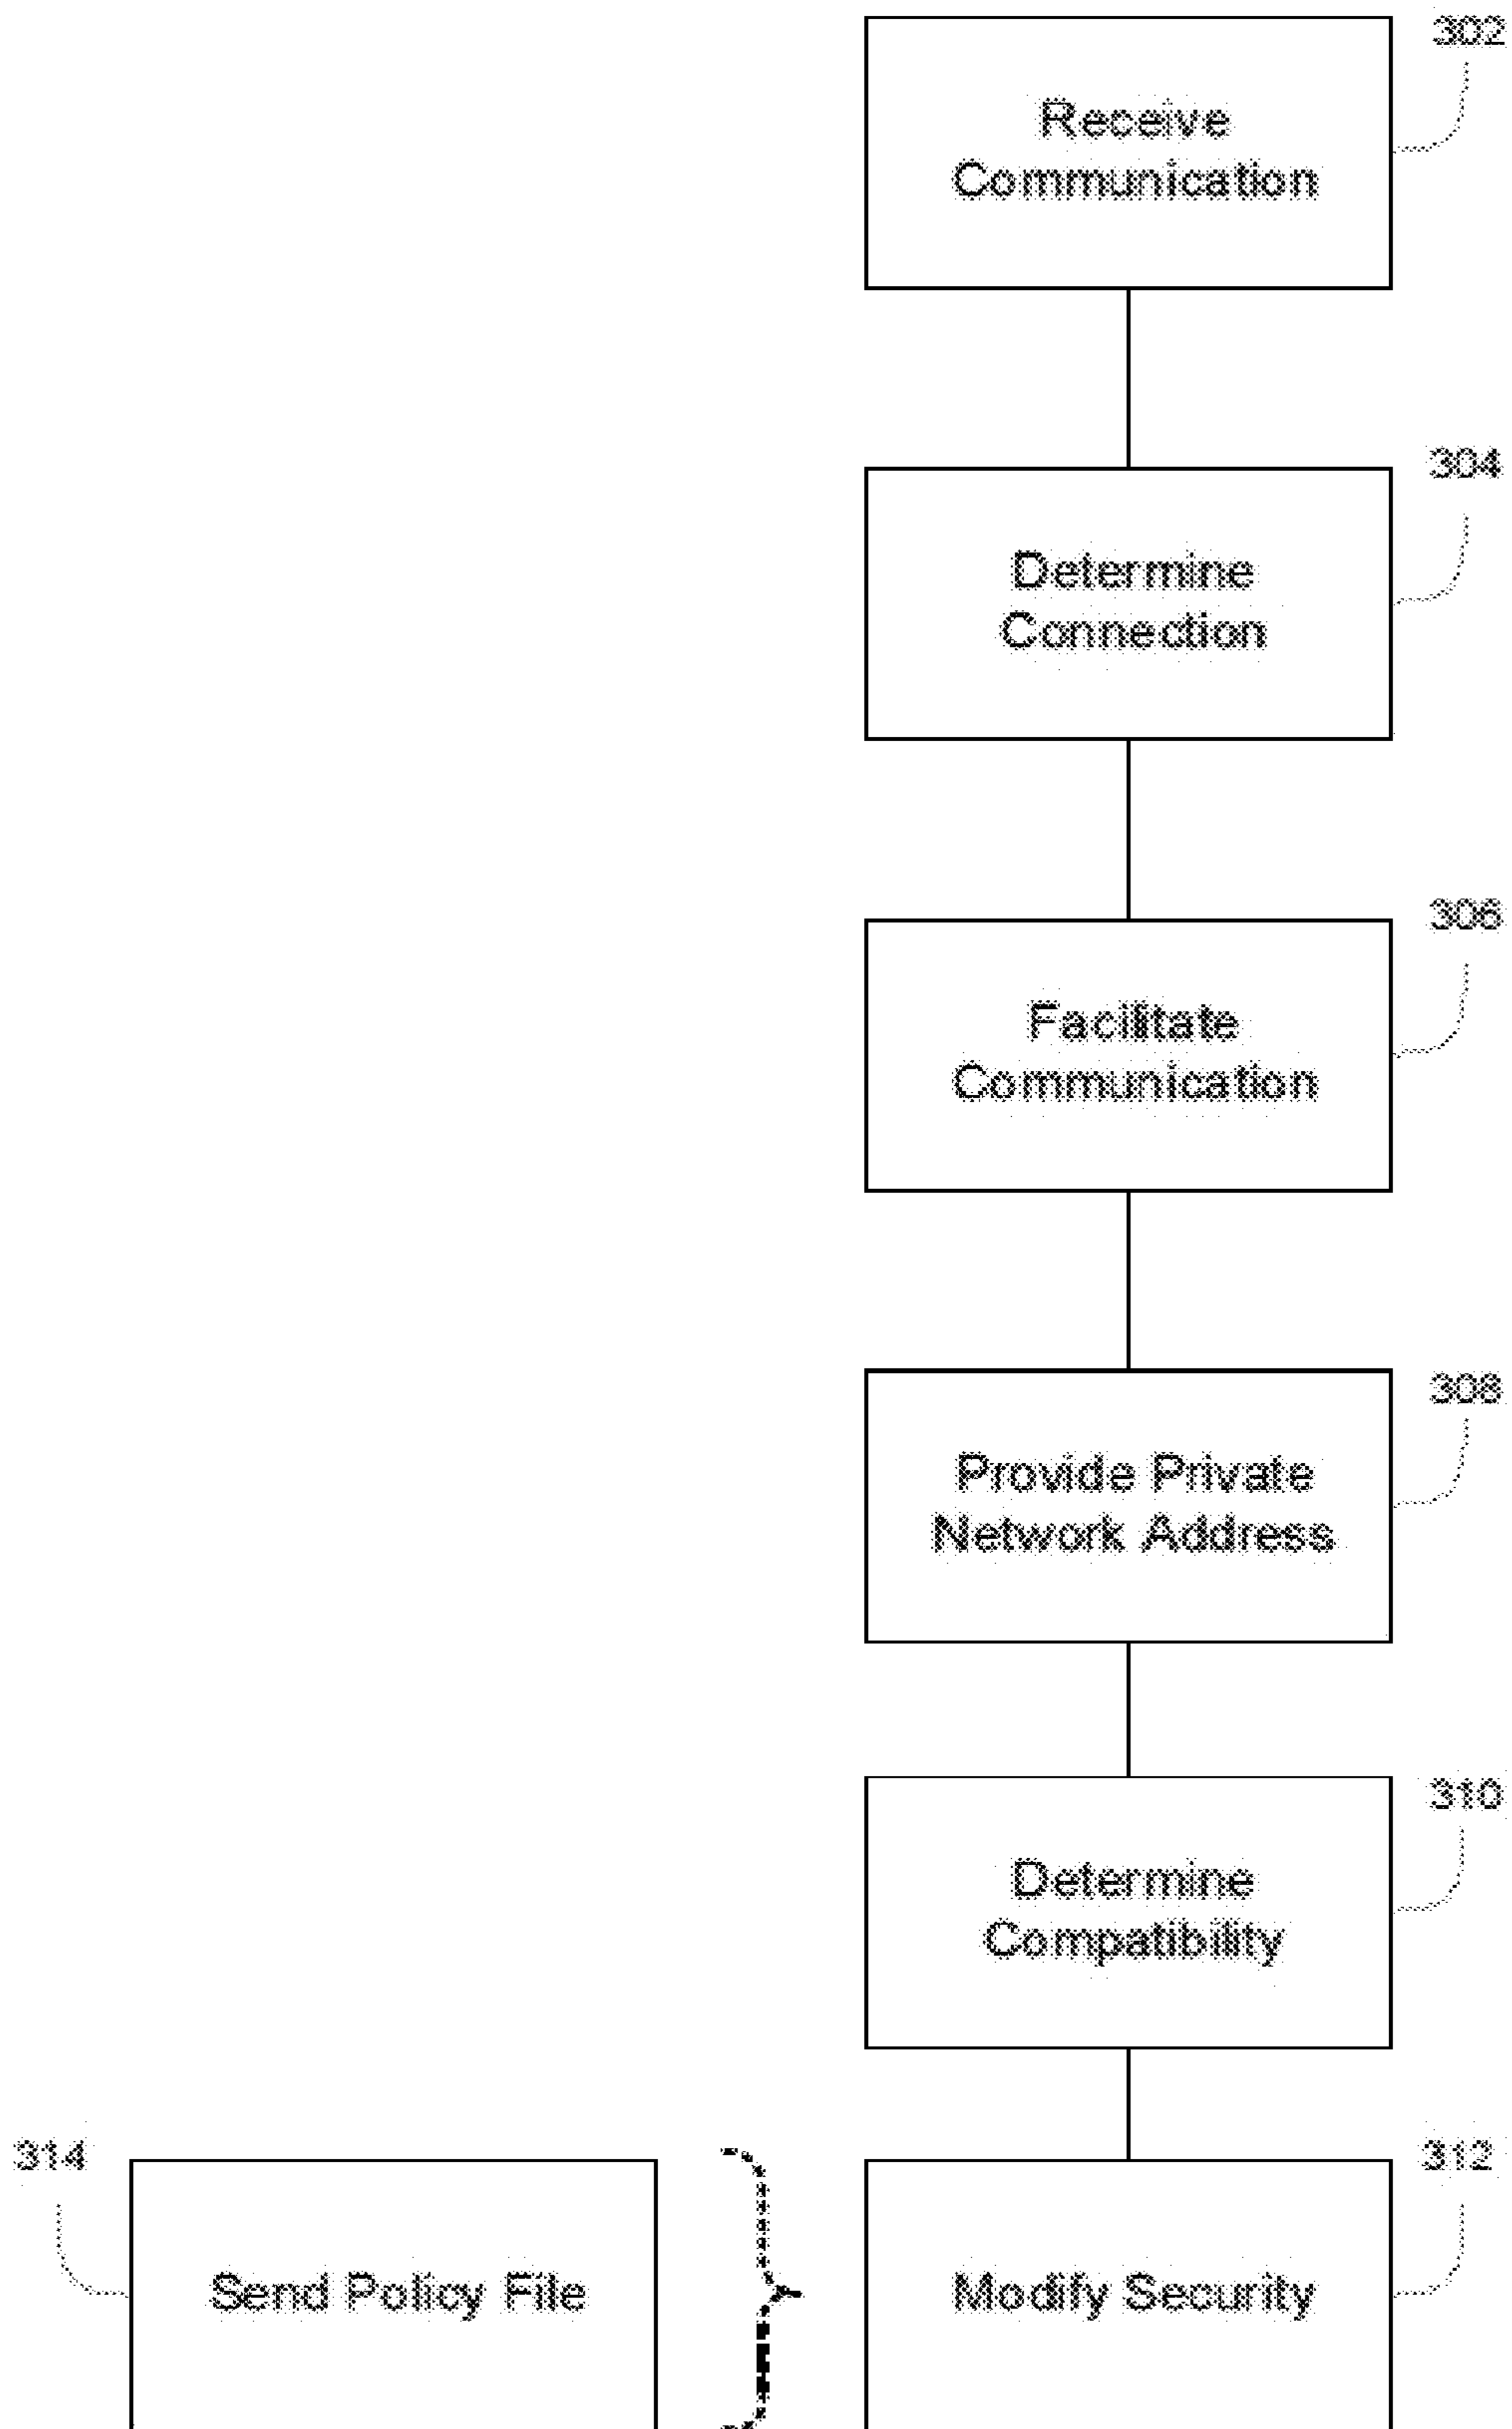 302
Receive
Communication
304
Determine
Connection
306
Facilitate
Communication
308
Provide Private
Network Address
310
Determine
Compatibility
314
312
Send Policy File
Modify Security